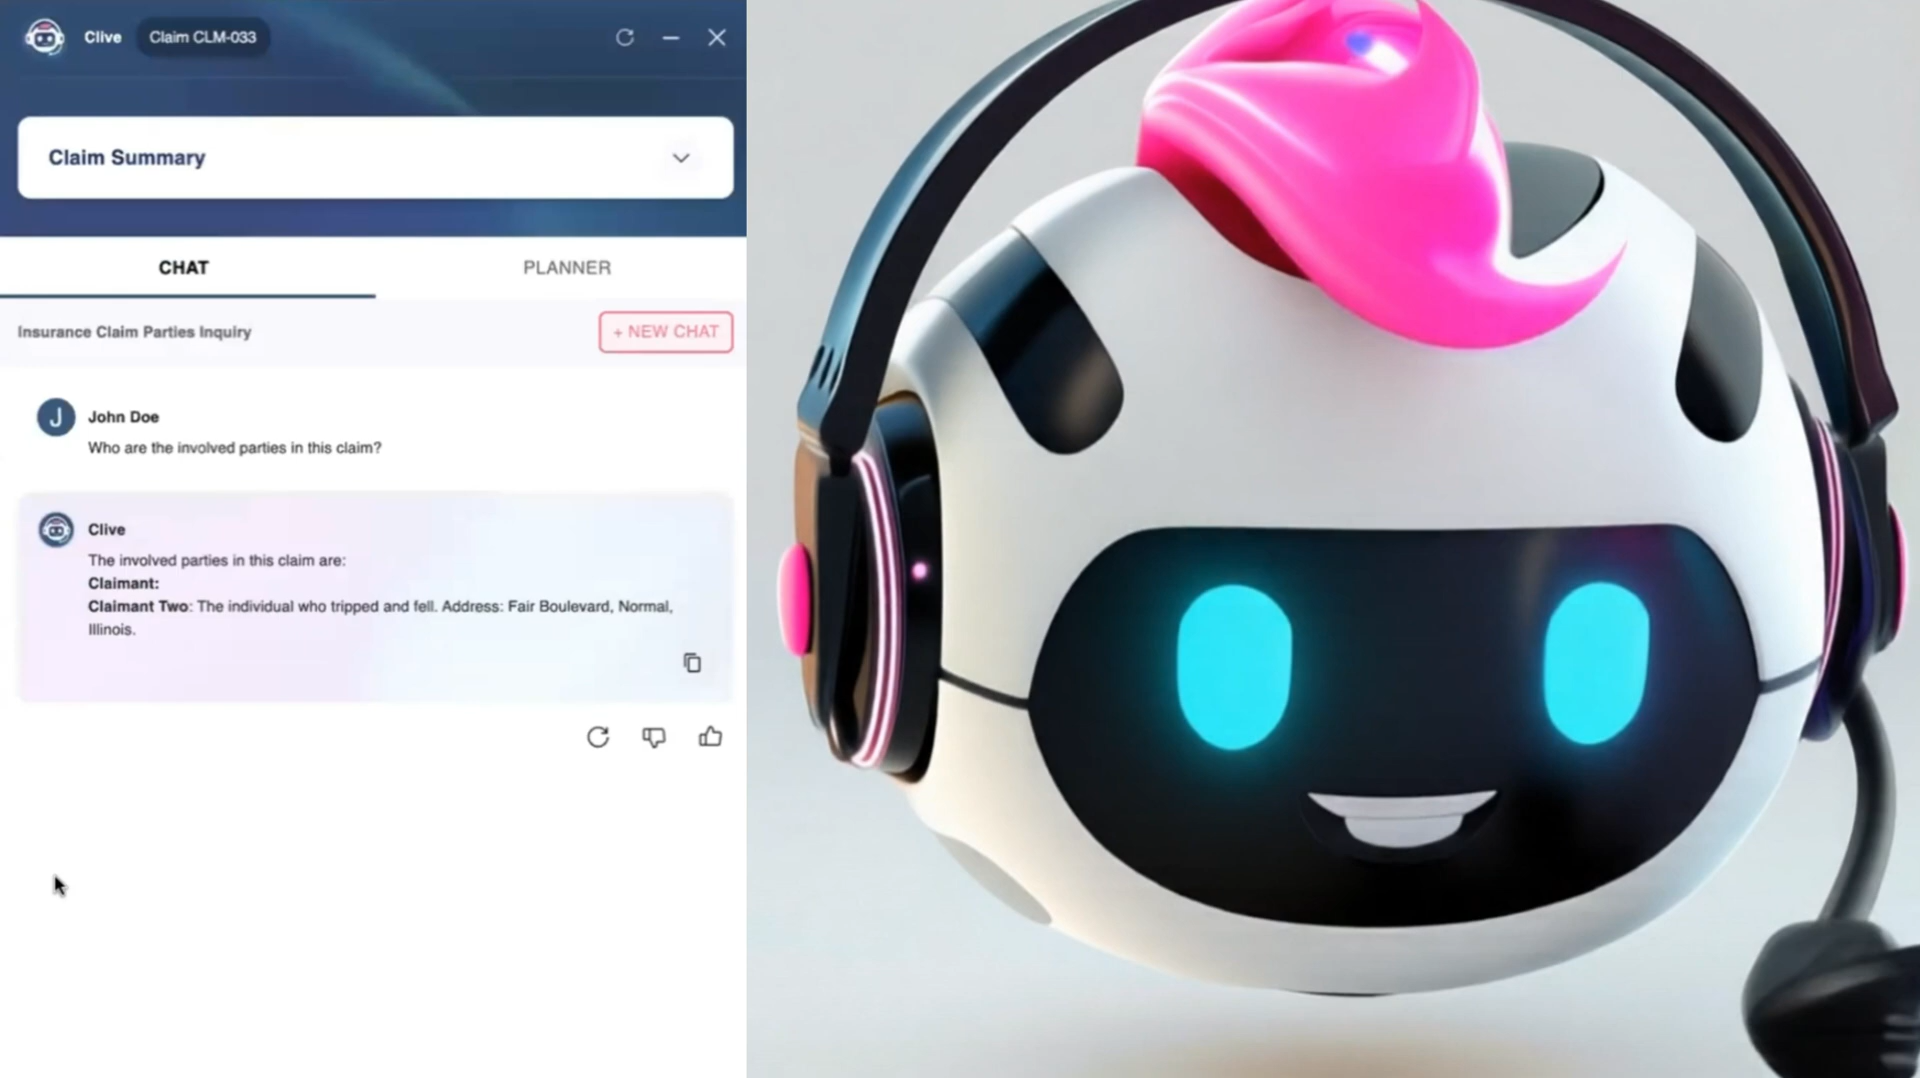 Clive
Claim CLM-033
Claim Summary
CHAT
PLANNER
Insurance Claim Parties Inquiry
+ NEW CHAT
J
John Doe
Who are the involved parties in this claim?
Clive
The involved parties in this claim are:
Claimant:
Claimant Two: The individual who tripped and fell. Address: Fair Boulevard, Normal,
Illinois.